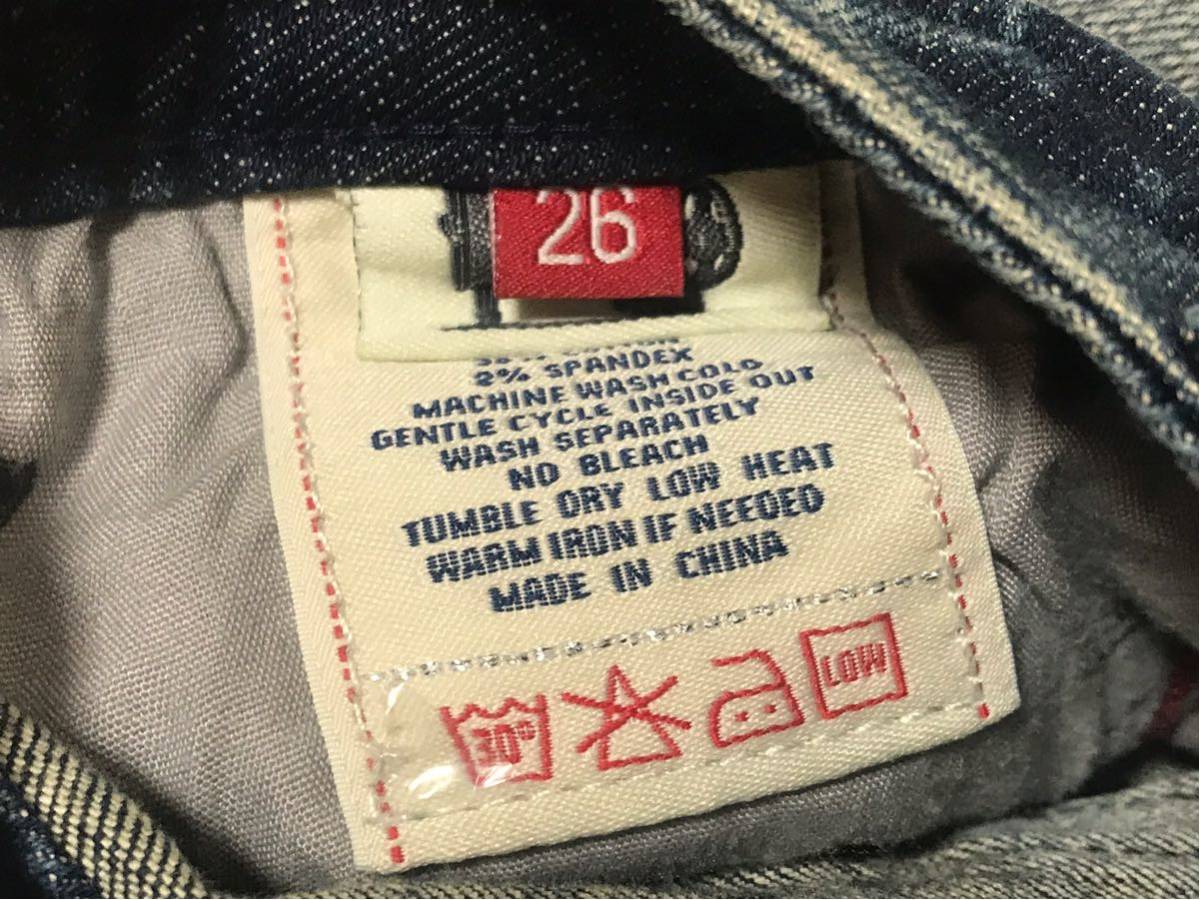 26
2% SPANDEX
MACHINE WASH COLD
GENTLE CYCLE INSIDE OUT
WASH SEPARATELY
NO BLEACH
TUMBLE DRY LOW HEAT
WARM IRON IF NEEDED
MADE IN CHINA
30°
LOW